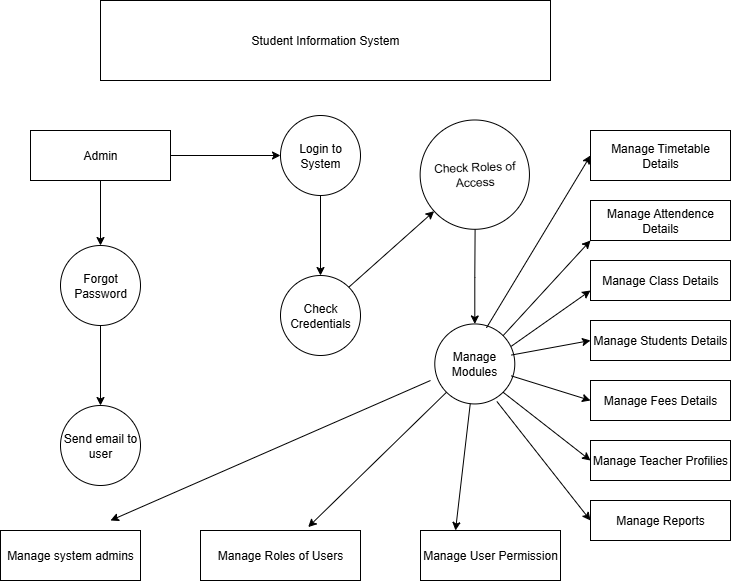 Student Information System
Admin
Login to
System
Check Roles of
Access
Manage Timetable
Details
Manage Attendence
Details
Forgot
Password
Check
Credentials
Manage Class Details
Manage Students Details
Manage
Modules
Manage Fees Details
Send email to
user
Manage Teacher Profilies
Manage Reports
Manage system admins
Manage Roles of Users
Manage User Permission